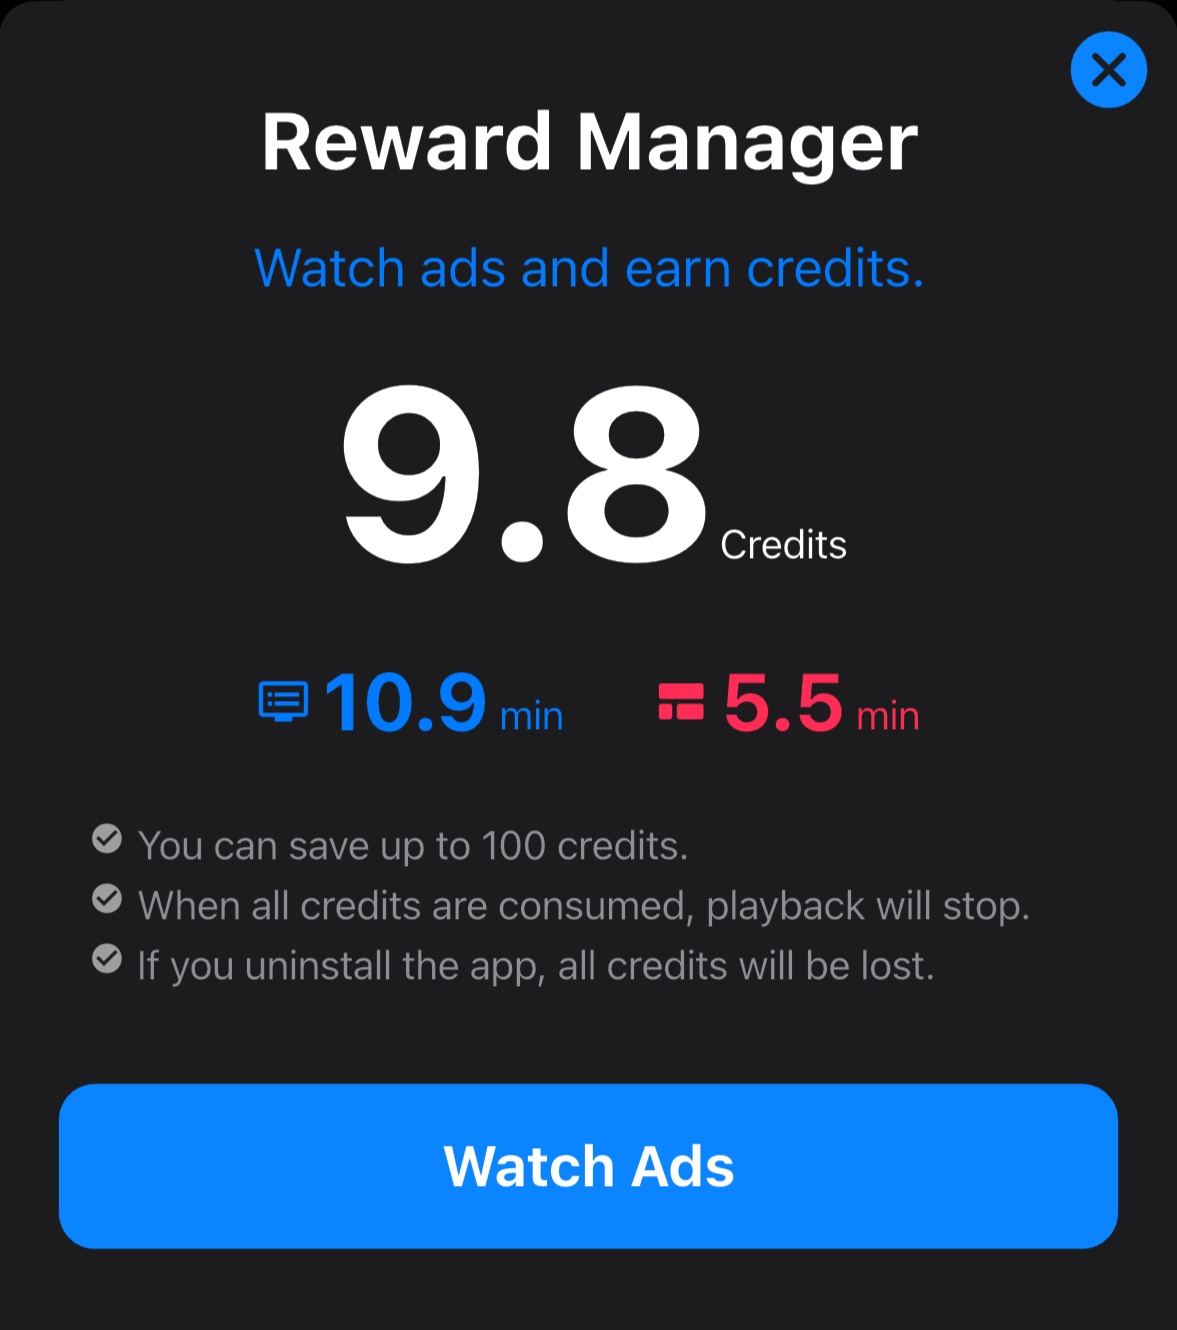 Reward Manager
Watch ads and earn credits.
9.8 Credits
10.9 min 5.5 min
You can save up to 100 credits.
When all credits are consumed, playback will stop.
If you uninstall the app, all credits will be lost.
Watch Ads